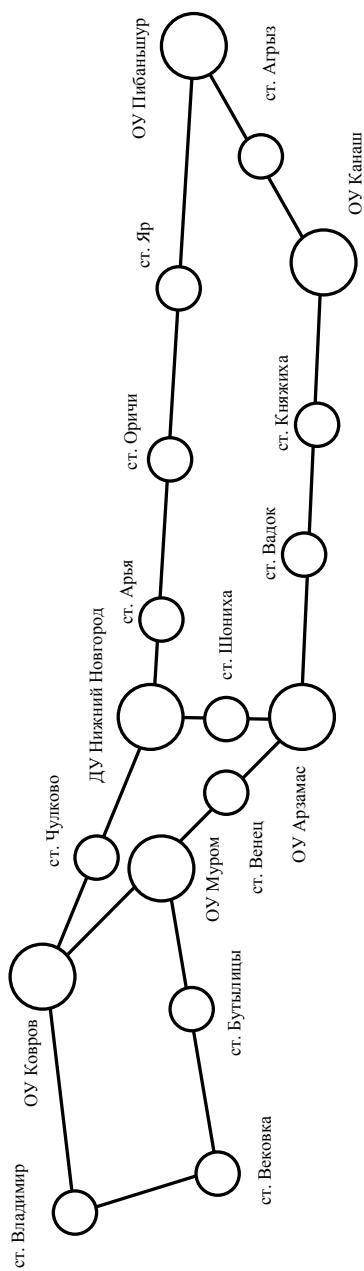 ст. Владимир
ОУ Ковров
ст. Чулково
ДУ Нижний Новгород
ст. Арья
ст. Оричи
ст. Яр
ОУ Пибаньшур
ст. Агрыз
ОУ Канаш
ст. Княжиха
ст. Вадок
ст. Шониха
ОУ Арзамас
ст. Венец
ОУ Муром
ст. Бутылицы
ст. Вековка